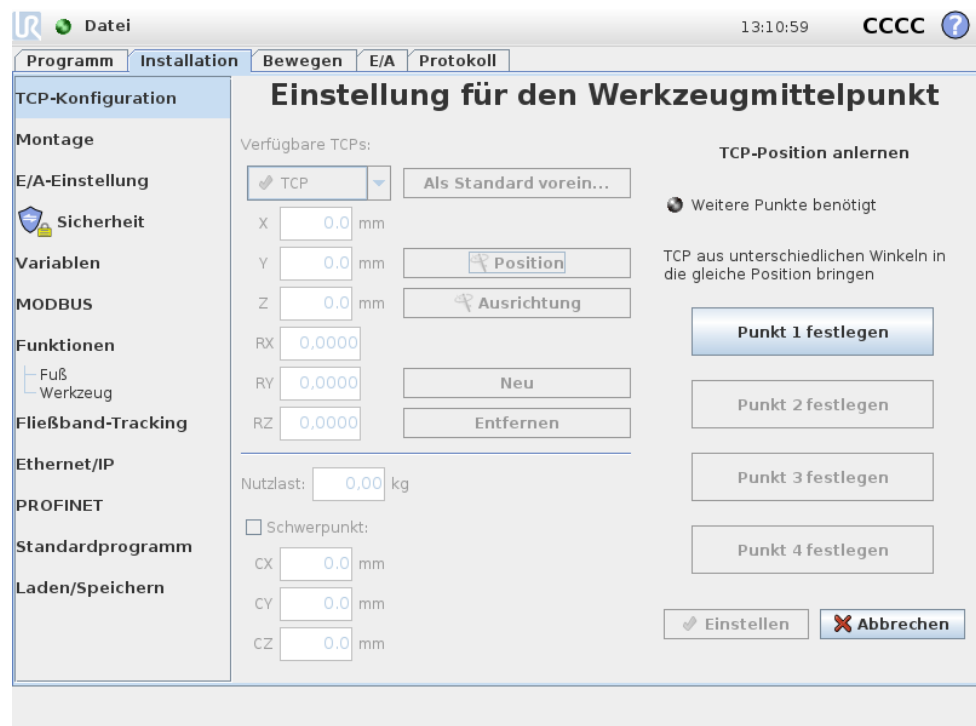 UR Datei 13:10:59 CCCC ?
Programm Installation Bewegen E/A Protokoll
TCP-Konfiguration
Montage
E/A-Einstellung
Sicherheit
Variablen
MODBUS
Funktionen
Fuß
Werkzeug
Fließband-Tracking
Ethernet/IP
PROFINET
Standardprogramm
Laden/Speichern
Einstellung für den Werkzeugmittelpunkt
Verfügbare TCPs:
TCP Als Standard vorein...
X 0.0 mm
Y 0.0 mm Position
Z 0.0 mm Ausrichtung
RX 0,0000
RY 0,0000 Neu
RZ 0,0000 Entfernen
Nutzlast: 0,00 kg
Schwerpunkt:
CX 0.0 mm
CY 0.0 mm
CZ 0.0 mm
TCP-Position anlernen
Weitere Punkte benötigt
TCP aus unterschiedlichen Winkeln in
die gleiche Position bringen
Punkt 1 festlegen
Punkt 2 festlegen
Punkt 3 festlegen
Punkt 4 festlegen
Einstellen Abbrechen